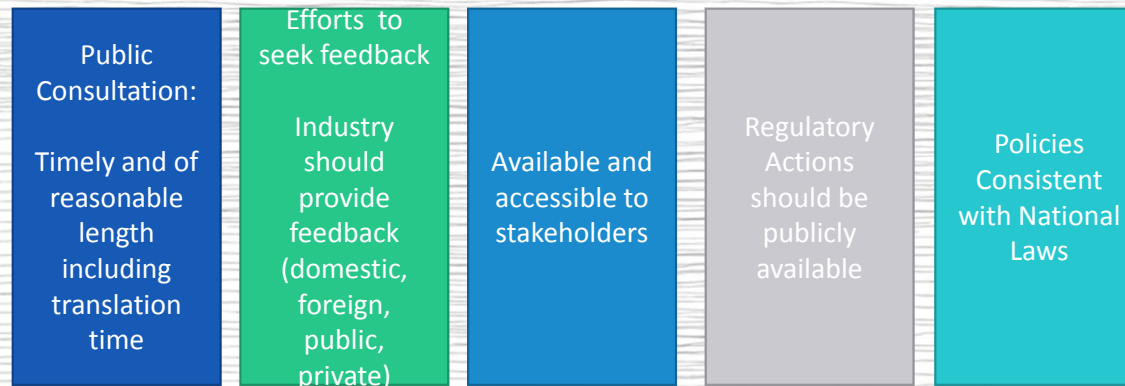 Public
Consultation:
Timely and of
reasonable
length
including
translation
time
Efforts to
seek feedback
Industry
should
provide
feedback
(domestic,
foreign,
public,
private)
Available and
accessible to
stakeholders
Regulatory
Actions
should be
publicly
available
Policies
Consistent
with National
Laws